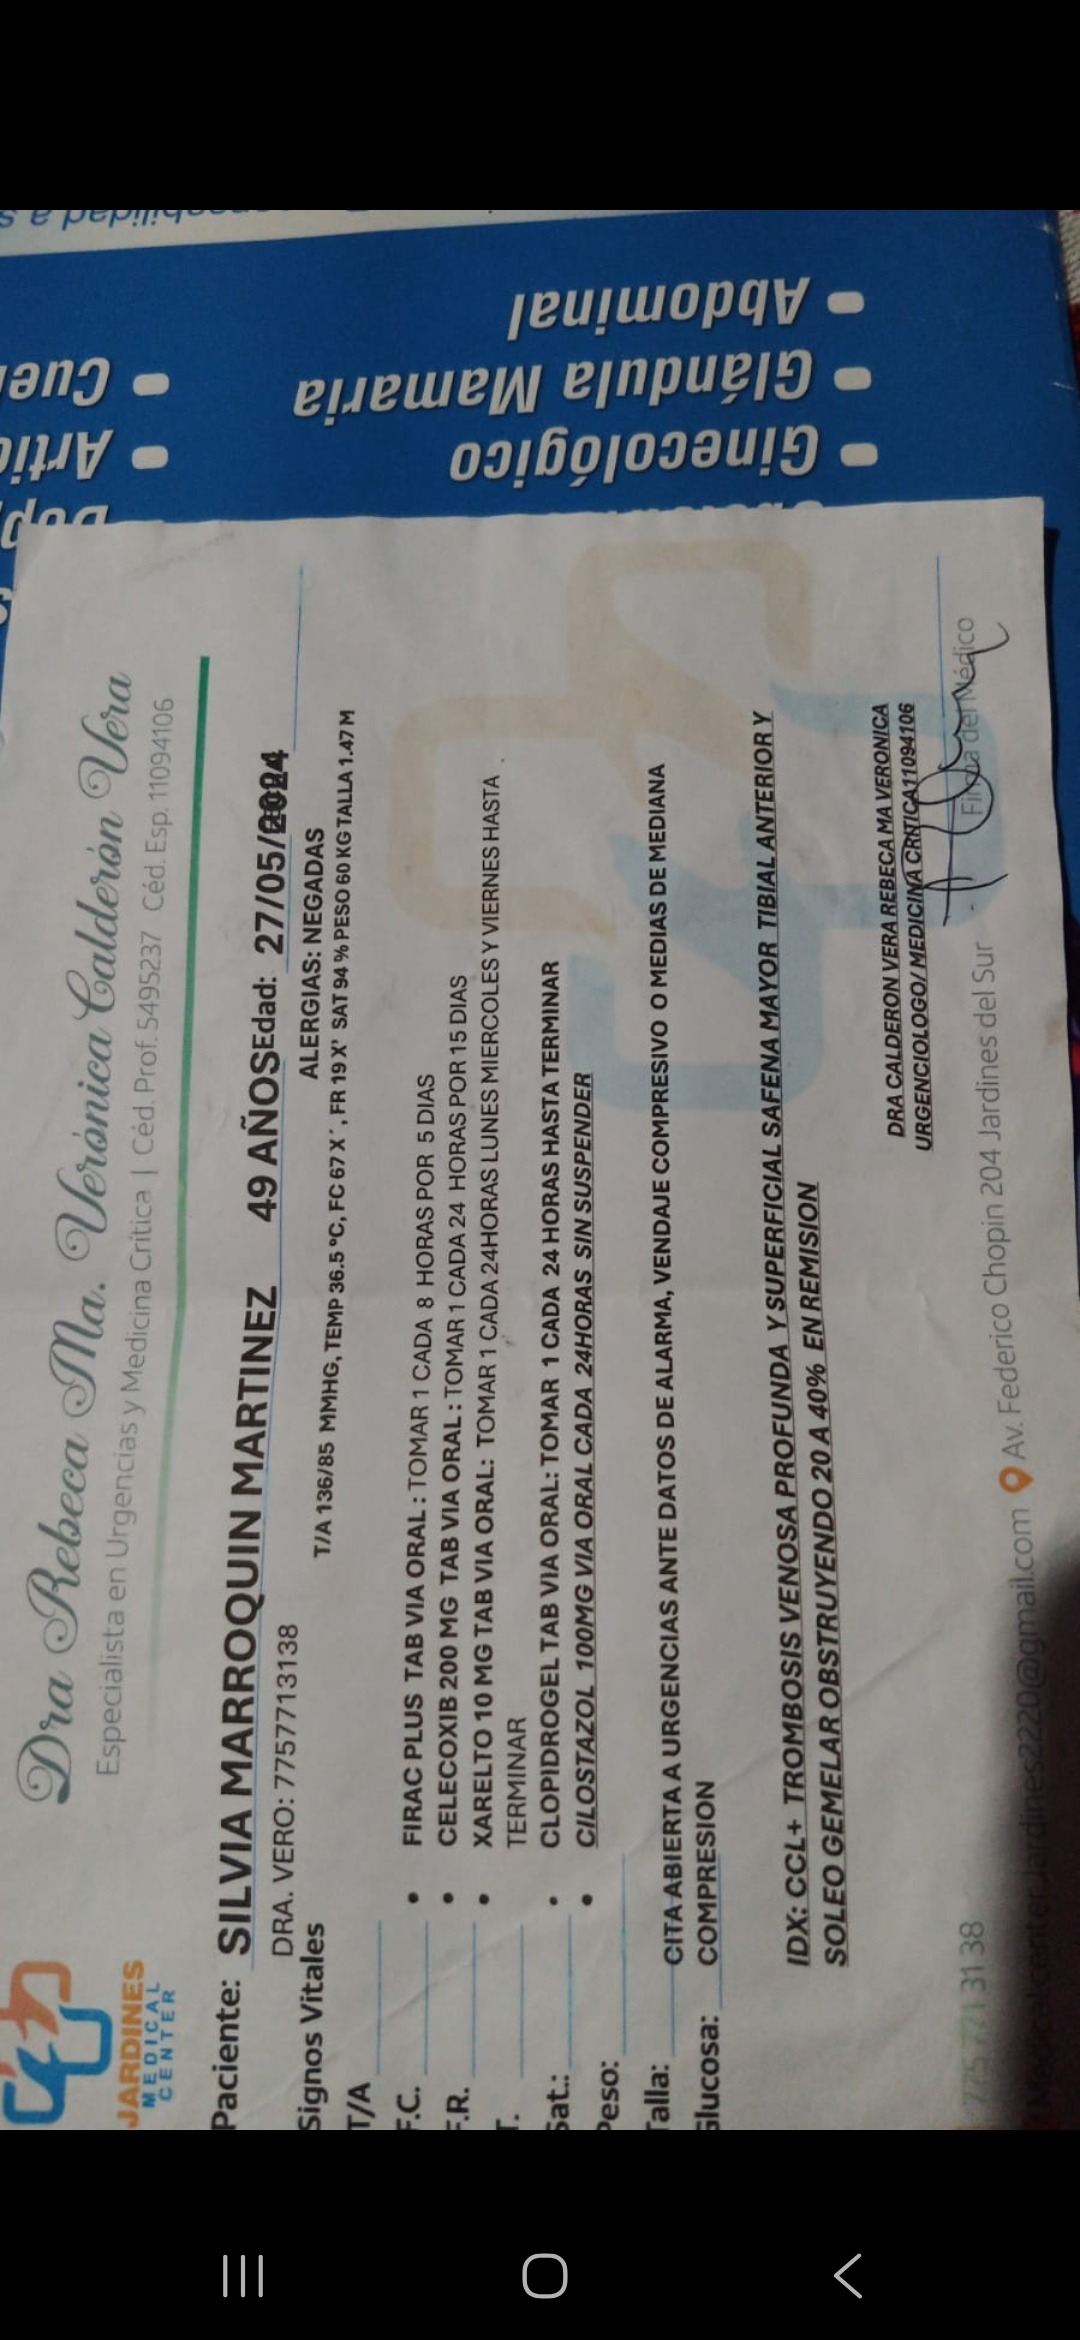 Abdominal
Glándula Mamaria
Ginecológico
Dra Rebeca Ma. Verónica Calderón Vera
Especialista en Urgencias y Medicina Crítica | Céd. Prof. 5495237 Céd. Esp. 11094106
JARDINES
MEDICAL
CENTER
Paciente: SILVIA MARROQUIN MARTINEZ 49 AÑOS Edad: 27/05/2024
DRA. VERO: 7757713138 ALERGIAS: NEGADAS
Signos Vitales T/A 136/85 MMHG, TEMP 36.5 °C, FC 67 X´, FR 19 X' SAT 94 % PESO 60 KG TALLA 1.47 M
T/A
F.C. • FIRAC PLUS TAB VIA ORAL : TOMAR 1 CADA 8 HORAS POR 5 DIAS
F.R. • CELECOXIB 200 MG TAB VIA ORAL : TOMAR 1 CADA 24 HORAS POR 15 DIAS
• XARELTO 10 MG TAB VIA ORAL: TOMAR 1 CADA 24HORAS LUNES MIERCOLES Y VIERNES HASTA
T. TERMINAR
Sat.: • CLOPIDROGEL TAB VIA ORAL: TOMAR 1 CADA 24 HORAS HASTA TERMINAR
• CILOSTAZOL 100MG VIA ORAL CADA 24HORAS SIN SUSPENDER
Peso:
Talla: CITA ABIERTA A URGENCIAS ANTE DATOS DE ALARMA, VENDAJE COMPRESIVO O MEDIAS DE MEDIANA
Glucosa: COMPRESION
IDX: CCL+ TROMBOSIS VENOSA PROFUNDA Y SUPERFICIAL SAFENA MAYOR TIBIAL ANTERIOR Y
SOLEO GEMELAR OBSTRUYENDO 20 A 40% EN REMISION
DRA CALDERON VERA REBECA MA VERONICA
URGENCIOLOGO/ MEDICINA CRITICA11094106
Firma del Médico
775 771 31 38
Jardines2220@gmail.com Av. Federico Chopin 204 Jardines del Sur